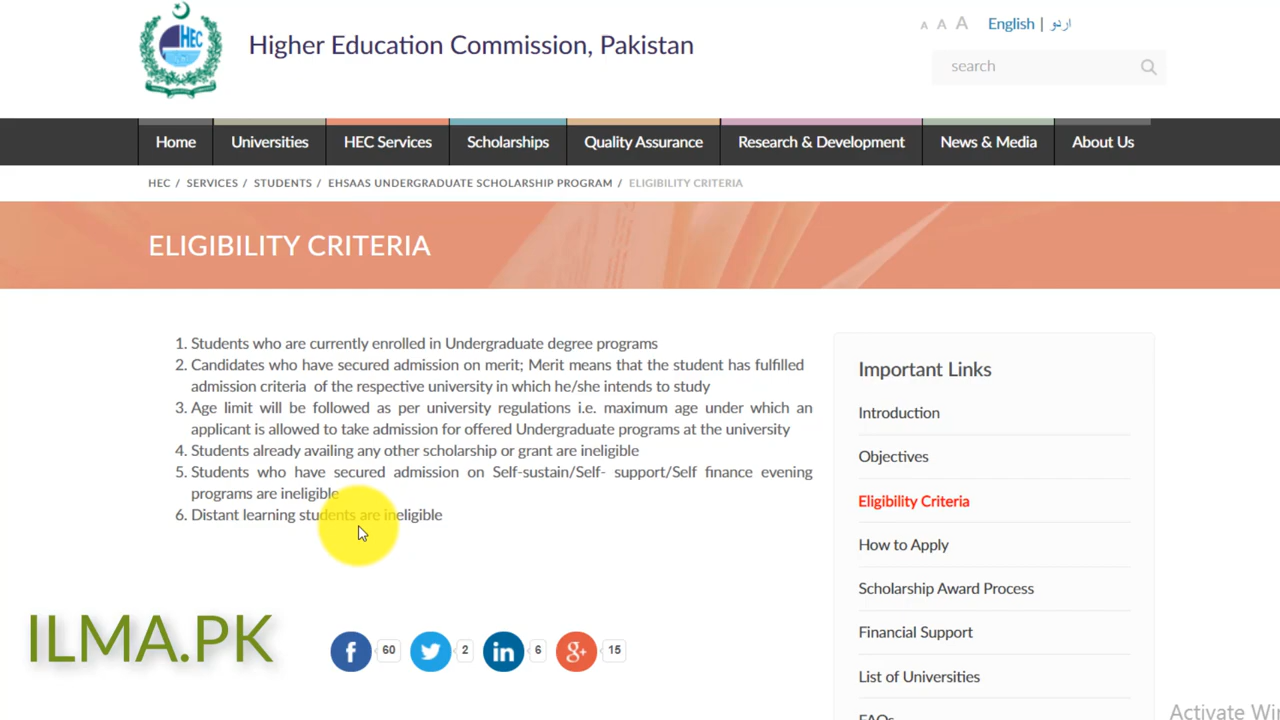 HEC
Higher Education Commission, Pakistan
A A A English | اردو
search
Home Universities HEC Services Scholarships Quality Assurance Research & Development News & Media About Us
HEC / SERVICES / STUDENTS / EHSAAS UNDERGRADUATE SCHOLARSHIP PROGRAM / ELIGIBILITY CRITERIA
ELIGIBILITY CRITERIA
1. Students who are currently enrolled in Undergraduate degree programs
2. Candidates who have secured admission on merit; Merit means that the student has fulfilled
admission criteria of the respective university in which he/she intends to study
3. Age limit will be followed as per university regulations i.e. maximum age under which an
applicant is allowed to take admission for offered Undergraduate programs at the university
4. Students already availing any other scholarship or grant are ineligible
5. Students who have secured admission on Self-sustain/Self- support/Self finance evening
programs are ineligible
6. Distant learning students are ineligible
Important Links
Introduction
Objectives
Eligibility Criteria
How to Apply
Scholarship Award Process
Financial Support
List of Universities
FAQs
ILMA.PK
f 60 2 in 6 g+ 15
Activate Wi